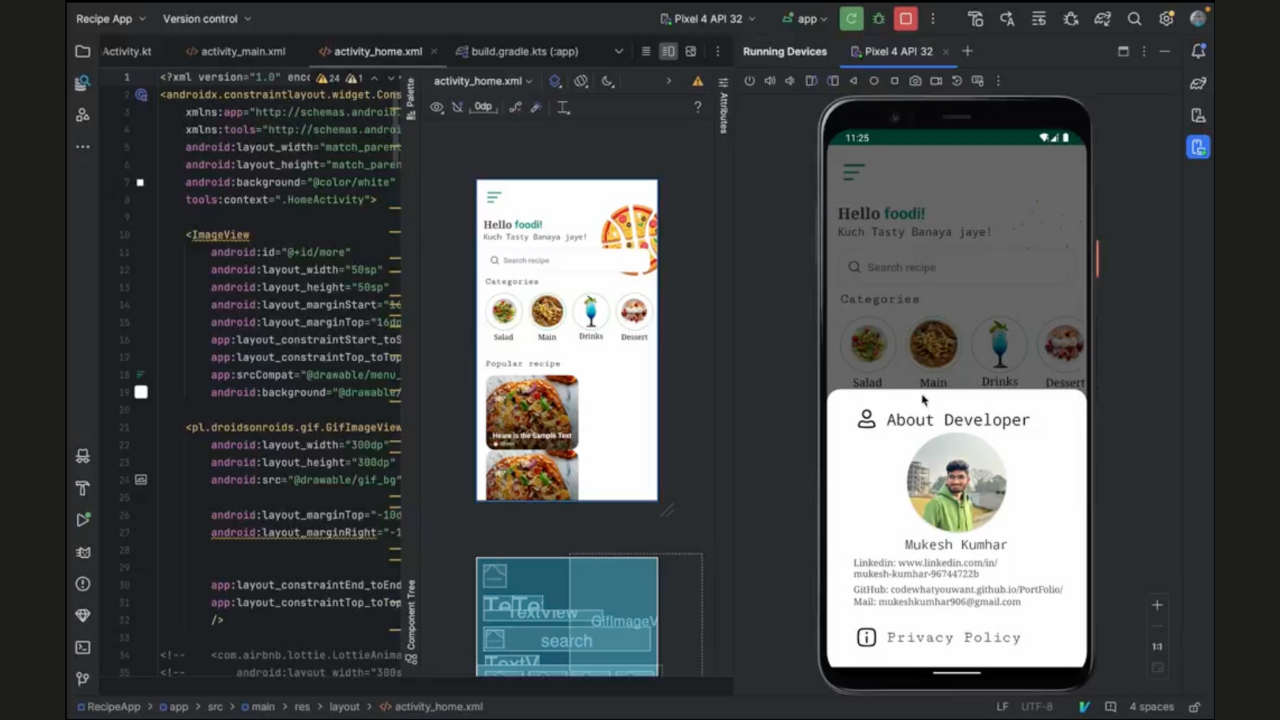 Recipe App
Version control
Pixel 4 API 32
app
Activity.kt
activity_main.xml
activity_home.xml
build.gradle.kts (:app)
Running Devices
Pixel 4 API 32
1 <?xml version="1.0" enc
24 1
2 <androidx.constraintlayout.widget.Con
3 xmlns:app="http://schemas.android.
4 xmlns:tools="http://schemas.androi
5 android:layout_width="match_paren
6 android:layout_height="match_paren
7 android:background="@color/white"
8 tools:context=".HomeActivity">
9
10 <ImageView
11 android:id="@+id/more"
12 android:layout_width="50sp"
13 android:layout_height="50sp"
14 android:layout_marginStart="16
15 android:layout_marginTop="16dp
16 app:layout_constraintStart_toS
17 app:layout_constraintTop_toTop
18 app:srcCompat="@drawable/menu_
19 android:background="@drawable/
20
21 <pl.droidsonroids.gif.GifImageView
22 android:layout_width="300dp"
23 android:layout_height="300dp"
24 android:src="@drawable/gif_bg"
25
26 android:layout_marginTop="-10d
27 android:layout_marginRight="-1
28
30 app:layout_constraintEnd_toEnd
31 app:layout_constraintTop_toTop
32 />
33
34 <!-- <com.airbnb.lottie.LottieAnima
35 <!-- android:layout_width="300s
Palette
Component Tree
activity_home.xml
0dp
?
Attributes
Hello foodi!
Kuch Tasty Banaya jaye!
Search recipe
Categories
Salad Main Drinks Dessert
Popular recipe
Heare is the Sample Text
TextView
GifImageV
search
TextV
11:25
Hello foodi!
Kuch Tasty Banaya jaye!
Search recipe
Categories
Salad Main Drinks Dessert
About Developer
Mukesh Kumhar
Linkedin: www.linkedin.com/in/
mukesh-kumhar-96744722b
GitHub: codewhatyouwant.github.io/PortFolio/
Mail: mukeshkumhar906@gmail.com
Privacy Policy
1:1
RecipeApp > app > src > main > res > layout > activity_home.xml
LF UTF-8 4 spaces